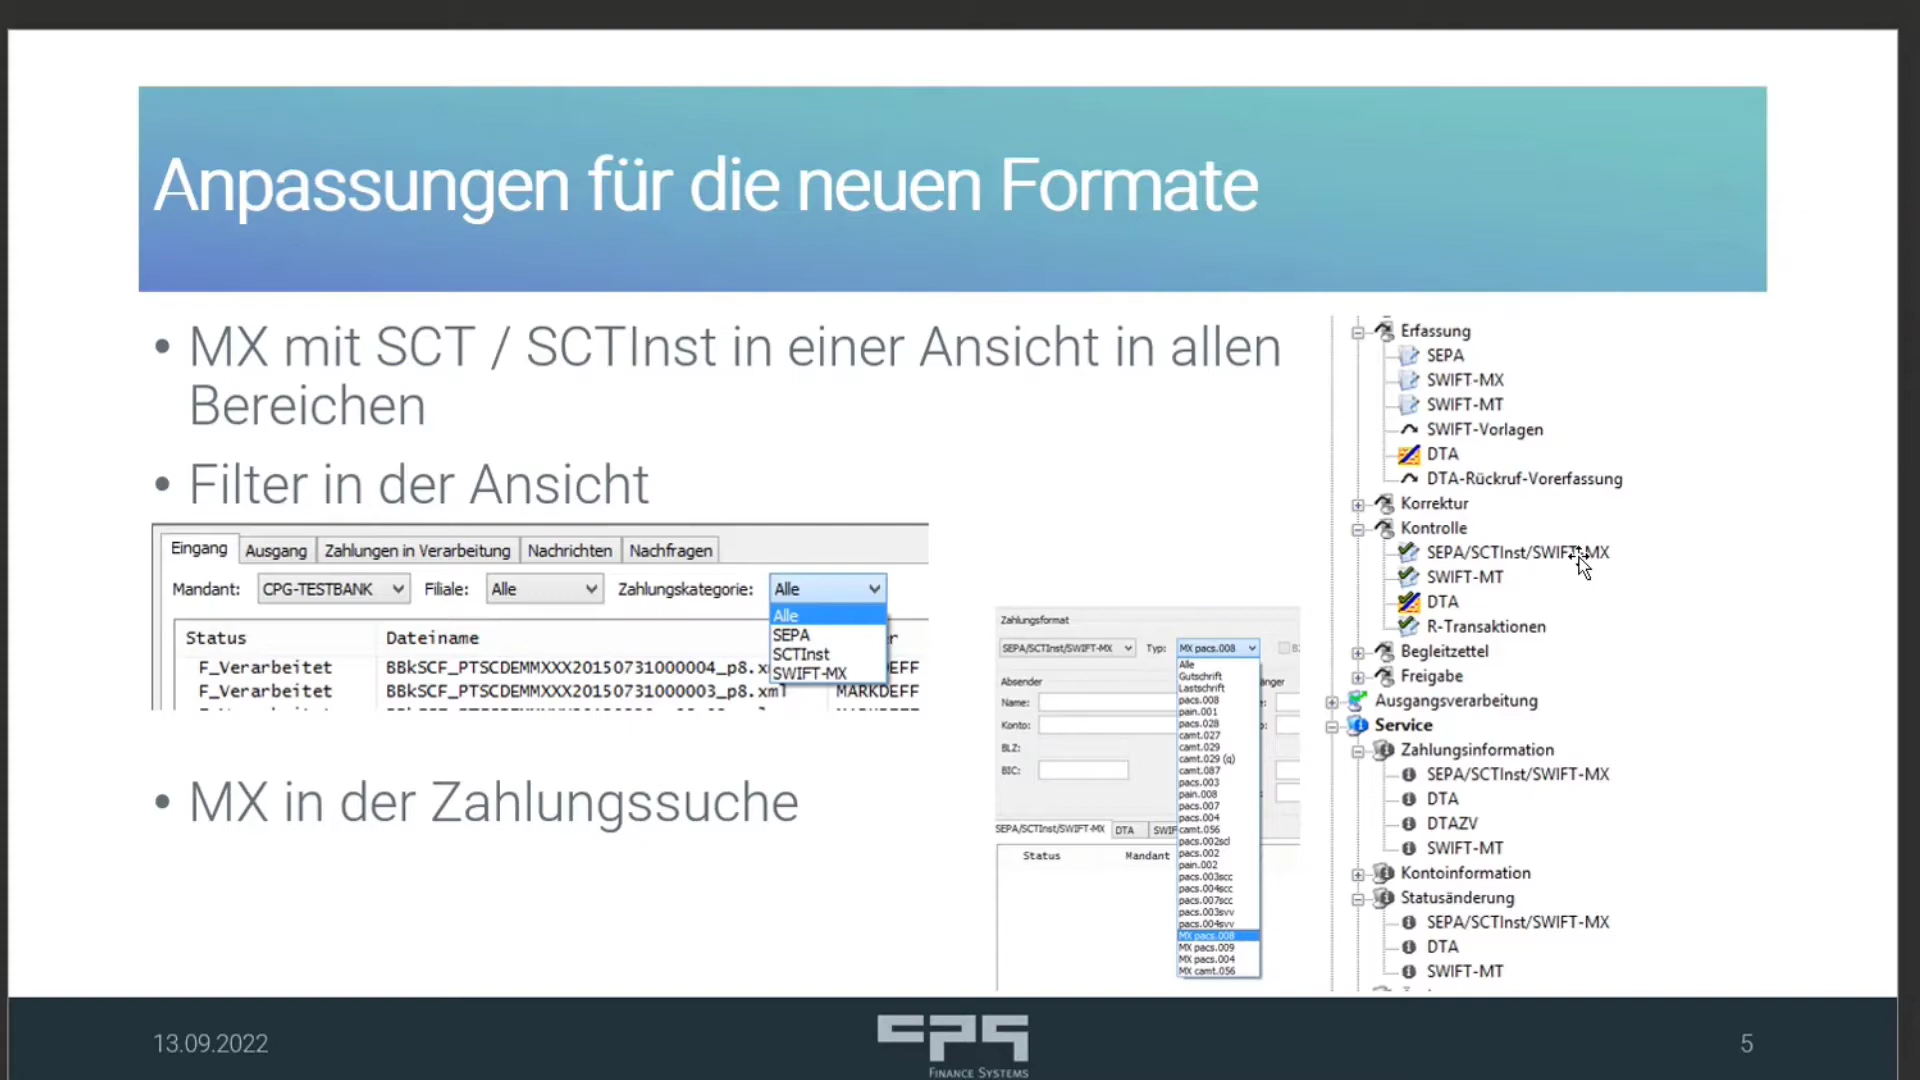 Anpassungen für die neuen Formate
• MX mit SCT / SCTInst in einer Ansicht in allen
Bereichen
• Filter in der Ansicht
Eingang Ausgang Zahlungen in Verarbeitung Nachrichten Nachfragen
Mandant: CPG-TESTBANK Filiale: Alle Zahlungskategorie: Alle
Alle
SEPA
SCTInst
SWIFT-MX
Status Dateiname
F_Verarbeitet BBkSCF_PTSCDEMMXXX20150731000004_p8.x DEFF
F_Verarbeitet BBkSCF_PTSCDEMMXXX20150731000003_p8.xml MARKDEFF
• MX in der Zahlungssuche
Zahlungsformat
SEPA/SCTInst/SWIFT-MX Typ: MX pacs.008
Absender
Name:
Konto:
BLZ:
BIC:
SEPA/SCTInst/SWIFT-MX DTA SWIF
Status Mandant
Alle
Gutschrift
Lastschrift
pacs.008
pain.001
pacs.028
camt.027
camt.029
camt.029 (q)
camt.087
pacs.003
pain.008
pacs.007
pacs.004
camt.056
pacs.002scl
pacs.002
pain.002
pacs.003scc
pacs.004scc
pacs.007scc
pacs.003svv
pacs.004svv
MX pacs.008
MX pacs.009
MX pacs.004
MX camt.056
Erfassung
SEPA
SWIFT-MX
SWIFT-MT
SWIFT-Vorlagen
DTA
DTA-Rückruf-Vorerfassung
Korrektur
Kontrolle
SEPA/SCTInst/SWIFT-MX
SWIFT-MT
DTA
R-Transaktionen
Begleitzettel
Freigabe
Ausgangsverarbeitung
Service
Zahlungsinformation
SEPA/SCTInst/SWIFT-MX
DTA
DTAZV
SWIFT-MT
Kontoinformation
Statusänderung
SEPA/SCTInst/SWIFT-MX
DTA
SWIFT-MT
13.09.2022
cpg
FINANCE SYSTEMS
5